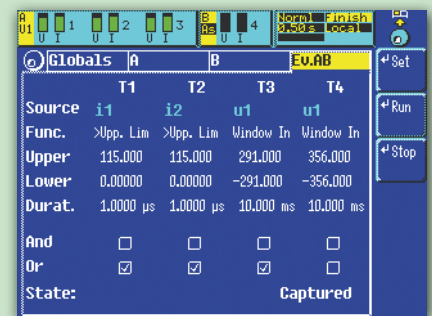 A U1 U I 1 U I 2 U I 3 B As U I 4 Norml Finish
0.50s Local
Globals A B Ev.AB
Set
Run
Stop
T1 T2 T3 T4
Source i1 i2 u1 u1
Func. >Upp. Lim >Upp. Lim Window In Window In
Upper 115.000 115.000 291.000 356.000
Lower 0.00000 0.00000 -291.000 -356.000
Durat. 1.0000 µs 1.0000 µs 10.000 ms 10.000 ms
And
Or
State: Captured